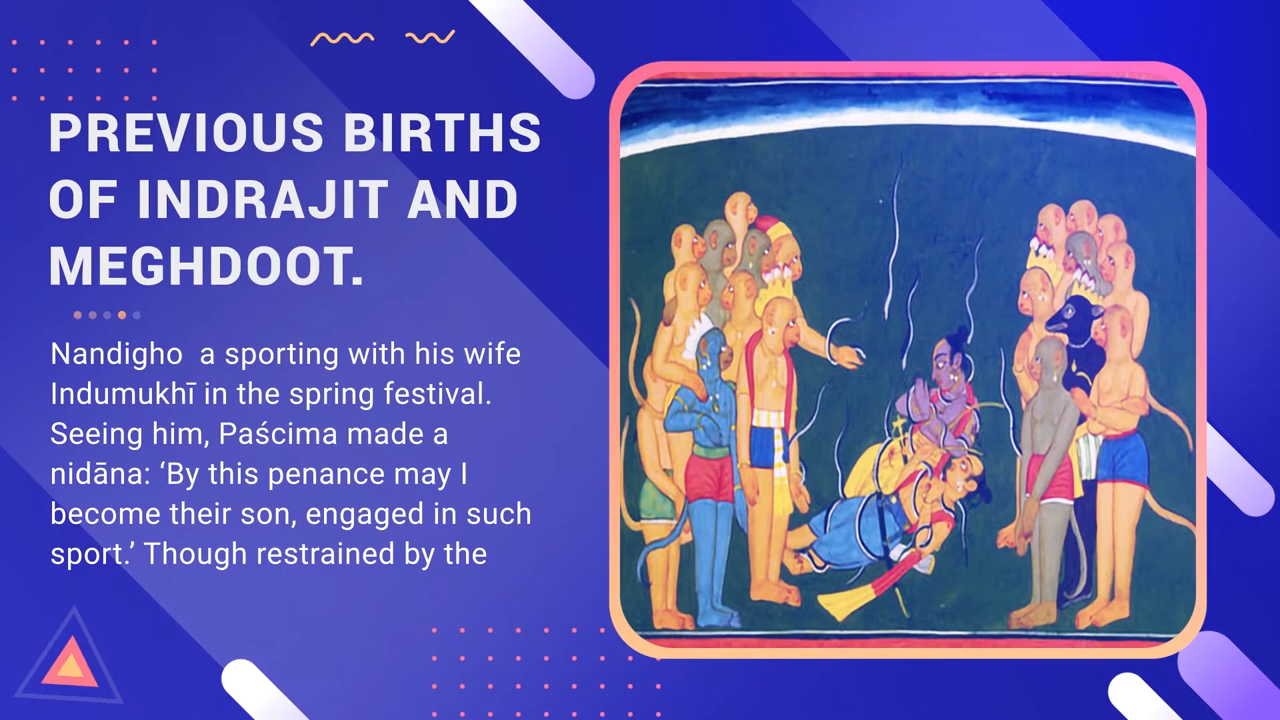 PREVIOUS BIRTHS
OF INDRAJIT AND
MEGHDOOT.
Nandigho  a sporting with his wife
Indumukhī in the spring festival.
Seeing him, Paścima made a
nidāna: ‘By this penance may I
become their son, engaged in such
sport.’ Though restrained by the